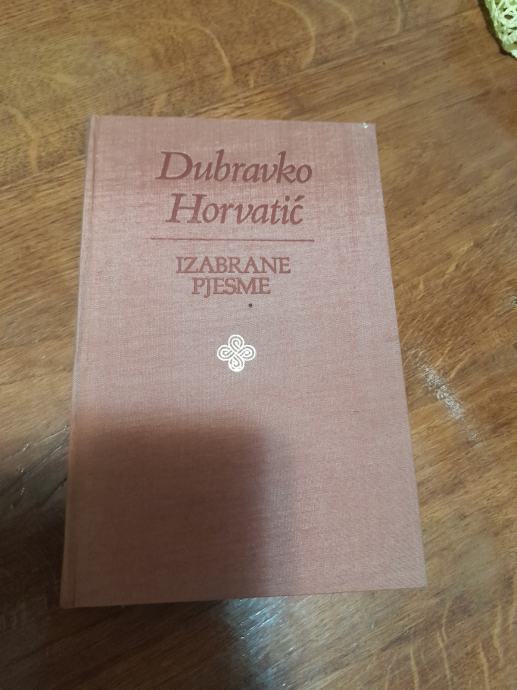 Dubravko
Horvatić
IZABRANE
PJESME